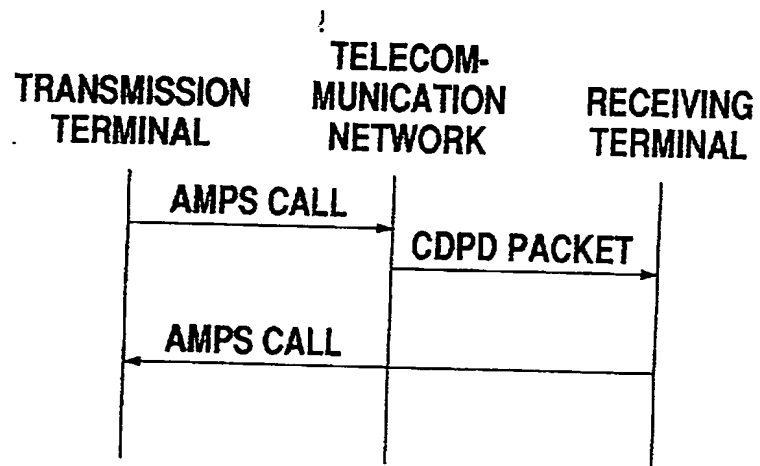 TRANSMISSION
TERMINAL
TELECOM-
MUNICATION
NETWORK
RECEIVING
TERMINAL
AMPS CALL
CDPD PACKET
AMPS CALL